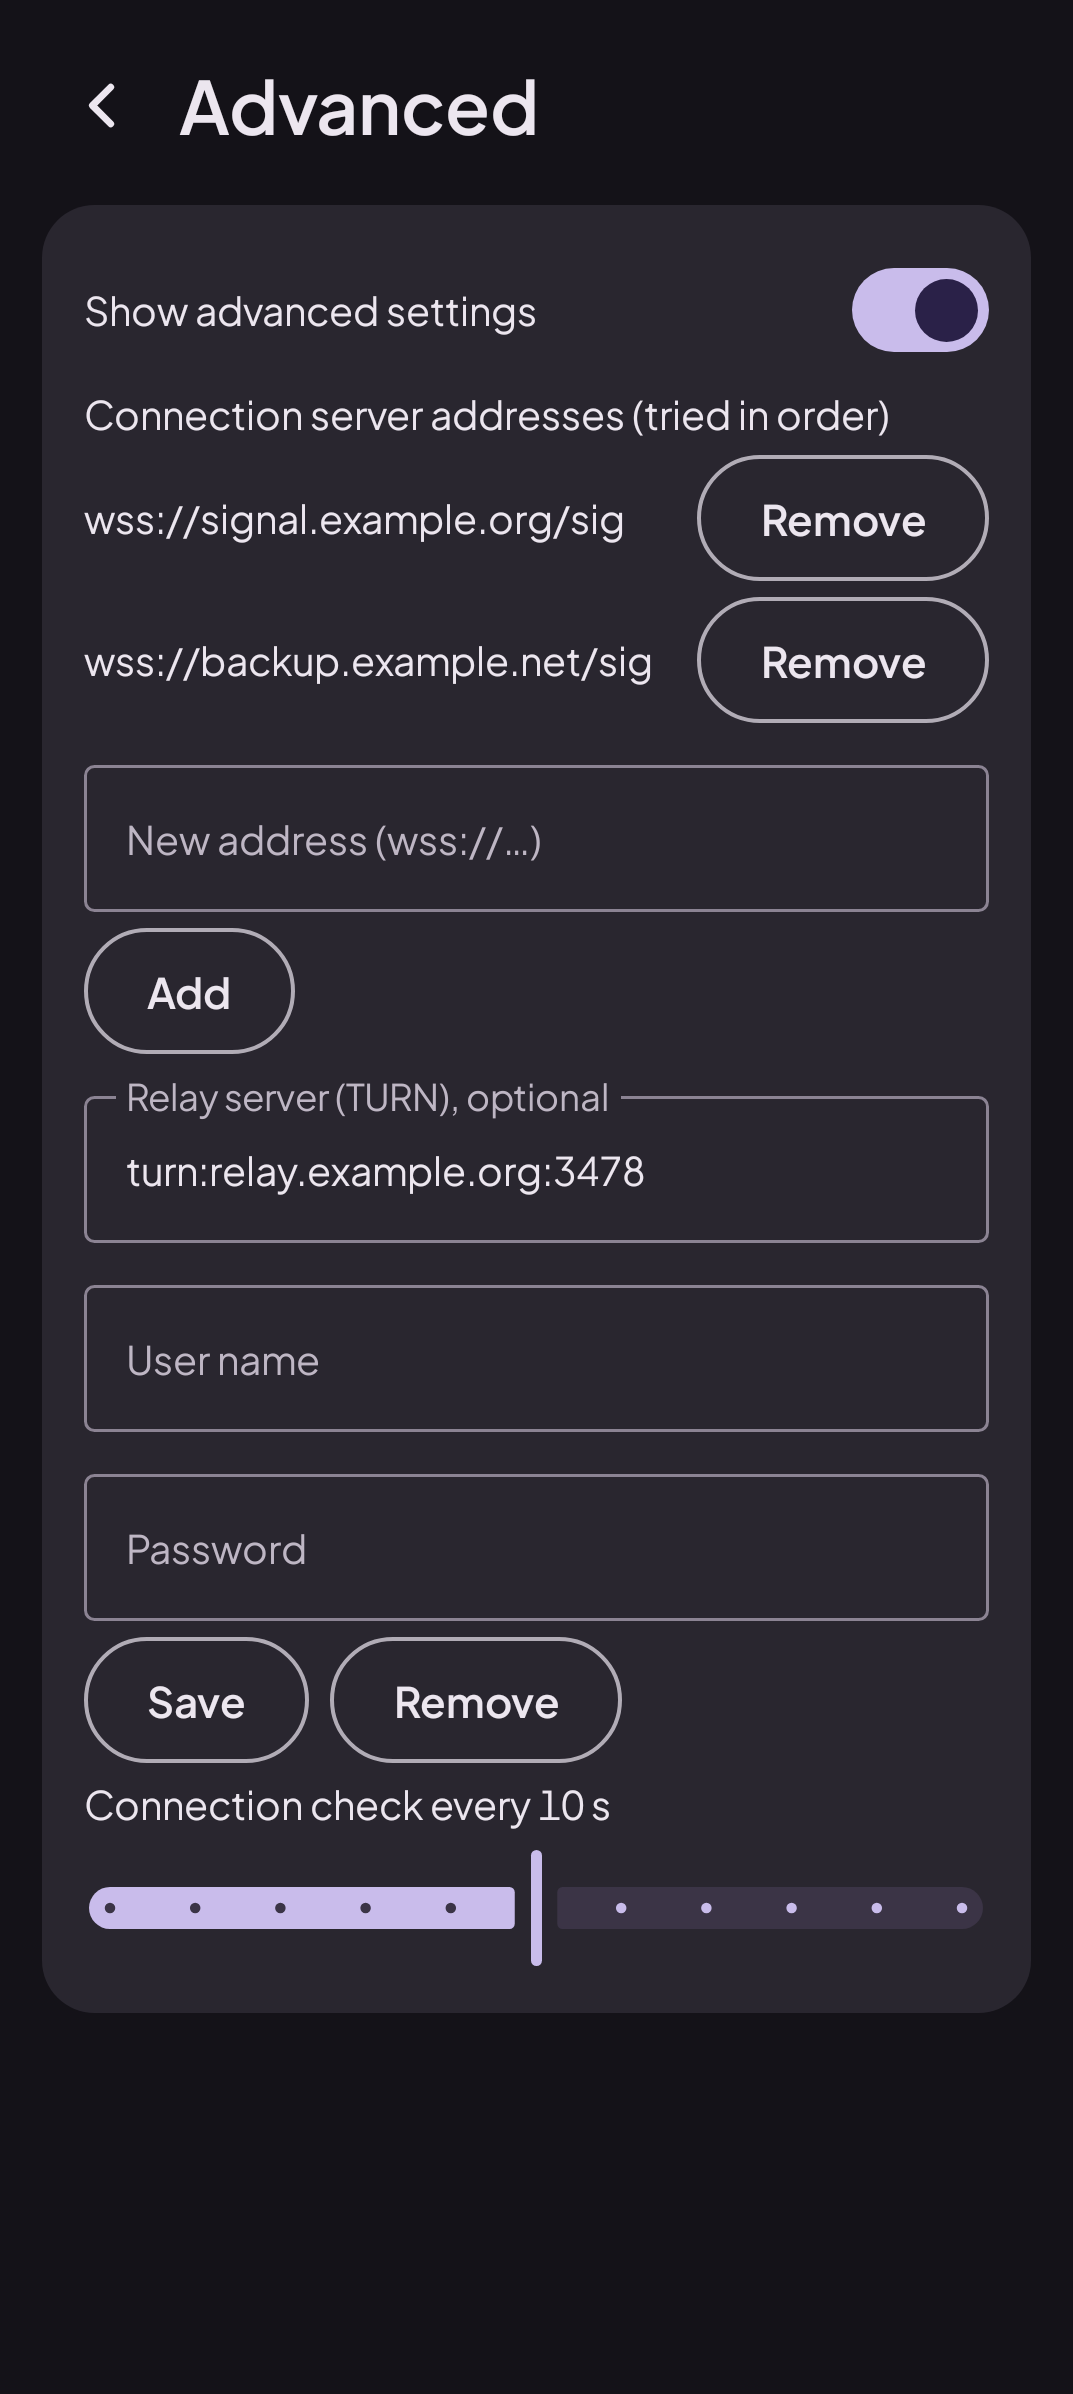 Advanced
Show advanced settings
Connection server addresses (tried in order)
wss://signal.example.org/sig
Remove
wss://backup.example.net/sig
Remove
New address (wss://…)
Add
Relay server (TURN), optional
turn:relay.example.org:3478
User name
Password
Save
Remove
Connection check every 10 s